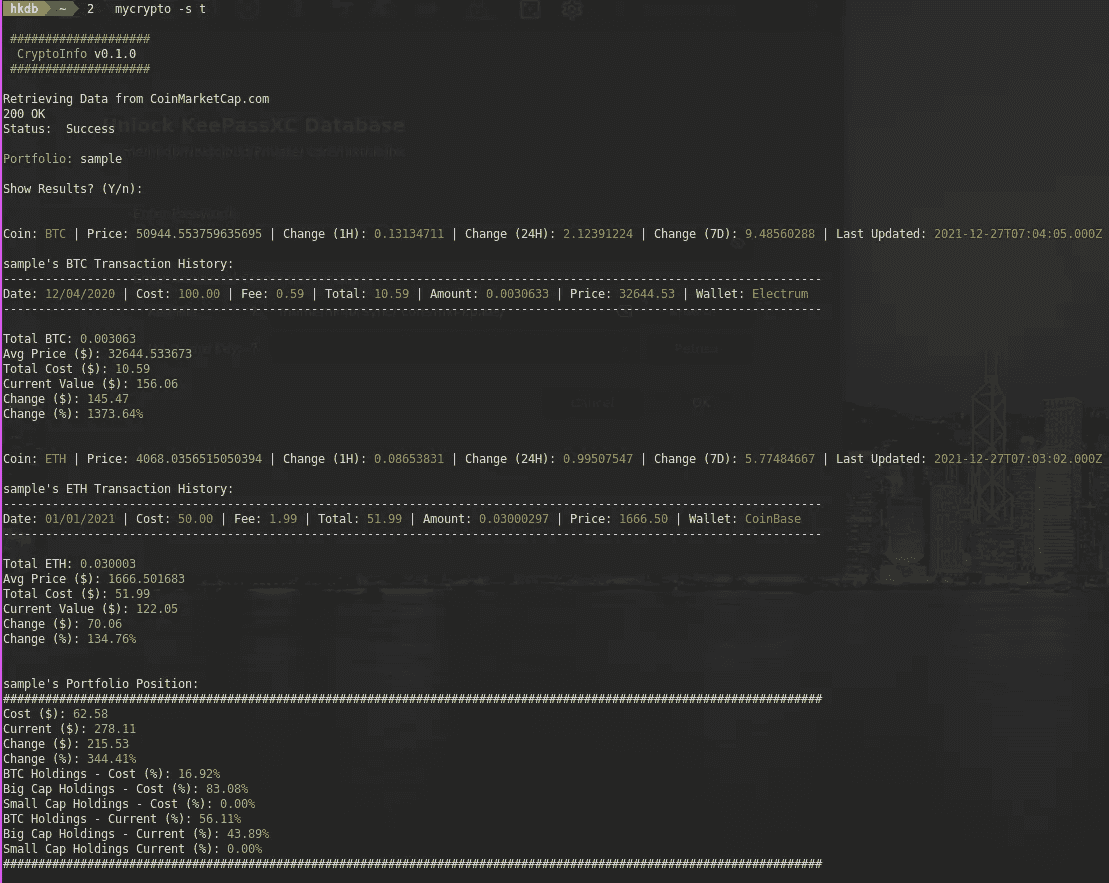 hkdb ~ 2 mycrypto -s t
####################
CryptoInfo v0.1.0
####################
Retrieving Data from CoinMarketCap.com
200 OK
Status: Success
Unlock KeePassXC Database
Portfolio: sample
Show Results? (Y/n):
Enter Password
Coin: BTC | Price: 50944.553759635695 | Change (1H): 0.13134711 | Change (24H): 2.12391224 | Change (7D): 9.48560288 | Last Updated: 2021-12-27T07:04:05.000Z
sample's BTC Transaction History:
---------------------------------------------------------------------------------------------------------------------
Date: 12/04/2020 | Cost: 100.00 | Fee: 0.59 | Total: 10.59 | Amount: 0.0030633 | Price: 32644.53 | Wallet: Electrum
---------------------------------------------------------------------------------------------------------------------
Total BTC: 0.003063
Avg Price ($): 32644.533673
Total Cost ($): 10.59
Current Value ($): 156.06
Change ($): 145.47
Cancel OK
Change (%): 1373.64%
Coin: ETH | Price: 4068.0356515050394 | Change (1H): 0.08653831 | Change (24H): 0.99507547 | Change (7D): 5.77484667 | Last Updated: 2021-12-27T07:03:02.000Z
sample's ETH Transaction History:
---------------------------------------------------------------------------------------------------------------------
Date: 01/01/2021 | Cost: 50.00 | Fee: 1.99 | Total: 51.99 | Amount: 0.03000297 | Price: 1666.50 | Wallet: CoinBase
---------------------------------------------------------------------------------------------------------------------
Total ETH: 0.030003
Avg Price ($): 1666.501683
Total Cost ($): 51.99
Current Value ($): 122.05
Change ($): 70.06
Change (%): 134.76%
sample's Portfolio Position:
#####################################################################################################################
Cost ($): 62.58
Current ($): 278.11
Change ($): 215.53
Change (%): 344.41%
BTC Holdings - Cost (%): 16.92%
Big Cap Holdings - Cost (%): 83.08%
Small Cap Holdings - Cost (%): 0.00%
BTC Holdings - Current (%): 56.11%
Big Cap Holdings - Current (%): 43.89%
Small Cap Holdings Current (%): 0.00%
#####################################################################################################################